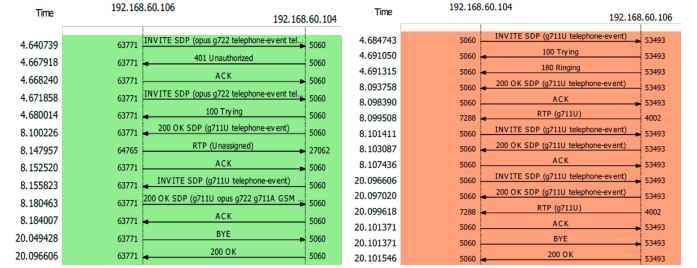 Time 192.168.60.106 192.168.60.104
4.640739 63771 INVITE SDP (opus g722 telephone-event tel... 5060
4.667918 63771 401 Unauthorized 5060
4.668240 63771 ACK 5060
4.671858 63771 INVITE SDP (opus g722 telephone-event tel... 5060
4.680014 63771 100 Trying 5060
8.100226 63771 200 OK SDP (g711U telephone-event) 5060
8.147957 64765 RTP (Unassigned) 27062
8.152520 63771 ACK 5060
8.155823 63771 INVITE SDP (g711U telephone-event) 5060
8.180463 63771 200 OK SDP (g711U opus g722 g711A GSM ... 5060
8.184007 63771 ACK 5060
20.049428 63771 BYE 5060
20.096606 63771 200 OK 5060
Time 192.168.60.104 192.168.60.106
4.684743 5060 INVITE SDP (g711U telephone-event) 53493
4.691050 5060 100 Trying 53493
4.691315 5060 180 Ringing 53493
8.093758 5060 200 OK SDP (g711U telephone-event) 53493
8.098390 5060 ACK 53493
8.099508 7288 RTP (g711U) 4002
8.101411 5060 INVITE SDP (g711U telephone-event) 53493
8.103087 5060 200 OK SDP (g711U telephone-event) 53493
8.107436 5060 ACK 53493
20.096606 5060 INVITE SDP (g711U telephone-event) 53493
20.097020 5060 200 OK SDP (g711U telephone-event) 53493
20.099618 7288 RTP (g711U) 4002
20.101371 5060 ACK 53493
20.101371 5060 BYE 53493
20.101546 5060 200 OK 53493